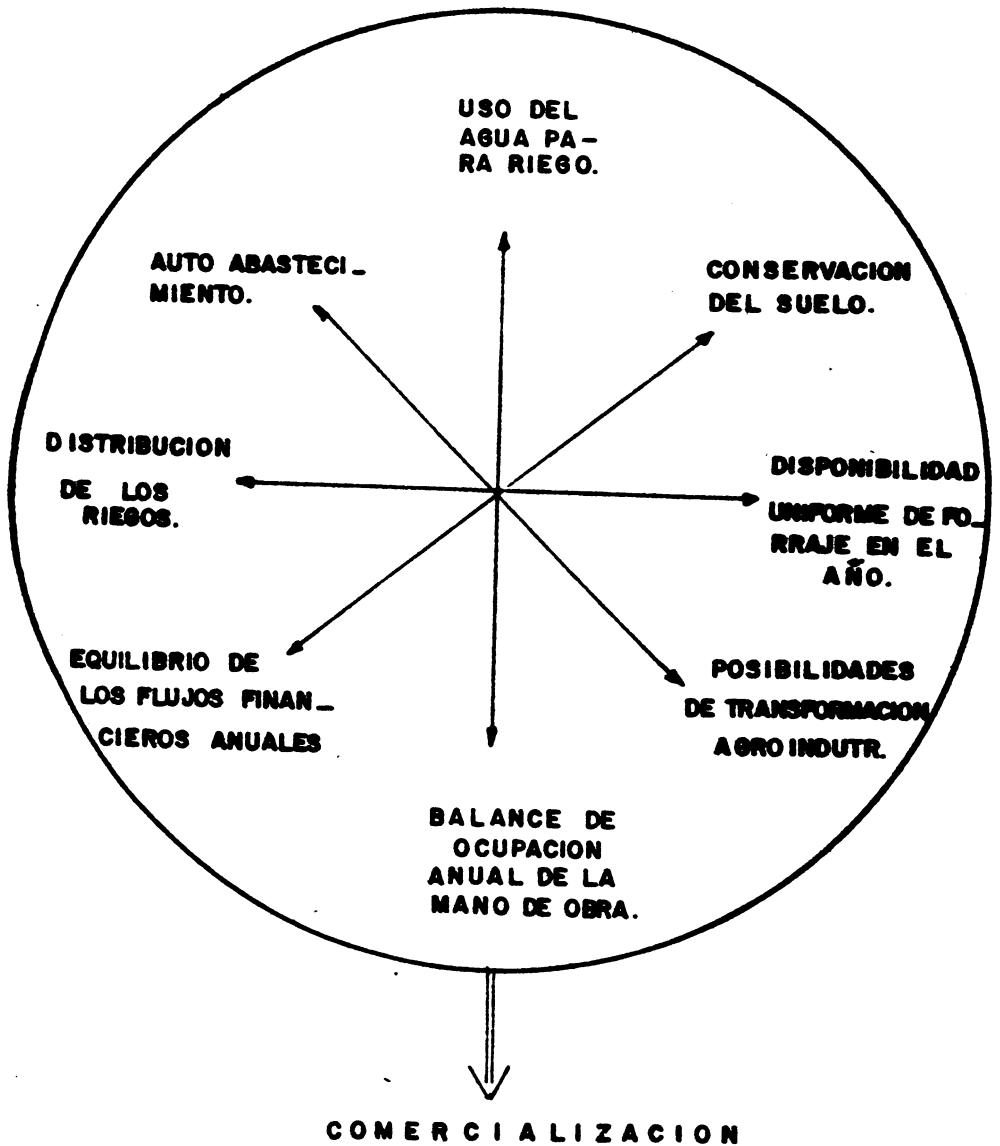 USO DEL
AGUA PA-
RA RIEGO.
AUTO ABASTECI_
MIENTO.
CONSERVACION
DEL SUELO.
DISTRIBUCION
DE LOS
RIEGOS.
DISPONIBILIDAD
UNIFORME DE FO_
RRAJE EN EL
AÑO.
EQUILIBRIO DE
LOS FLUJOS FINAN_
CIEROS ANUALES
POSIBILIDADES
DE TRANSFORMACION
AGROINDUTR.
BALANCE DE
OCUPACION
ANUAL DE LA
MANO DE OBRA.
COMERCIALIZACION